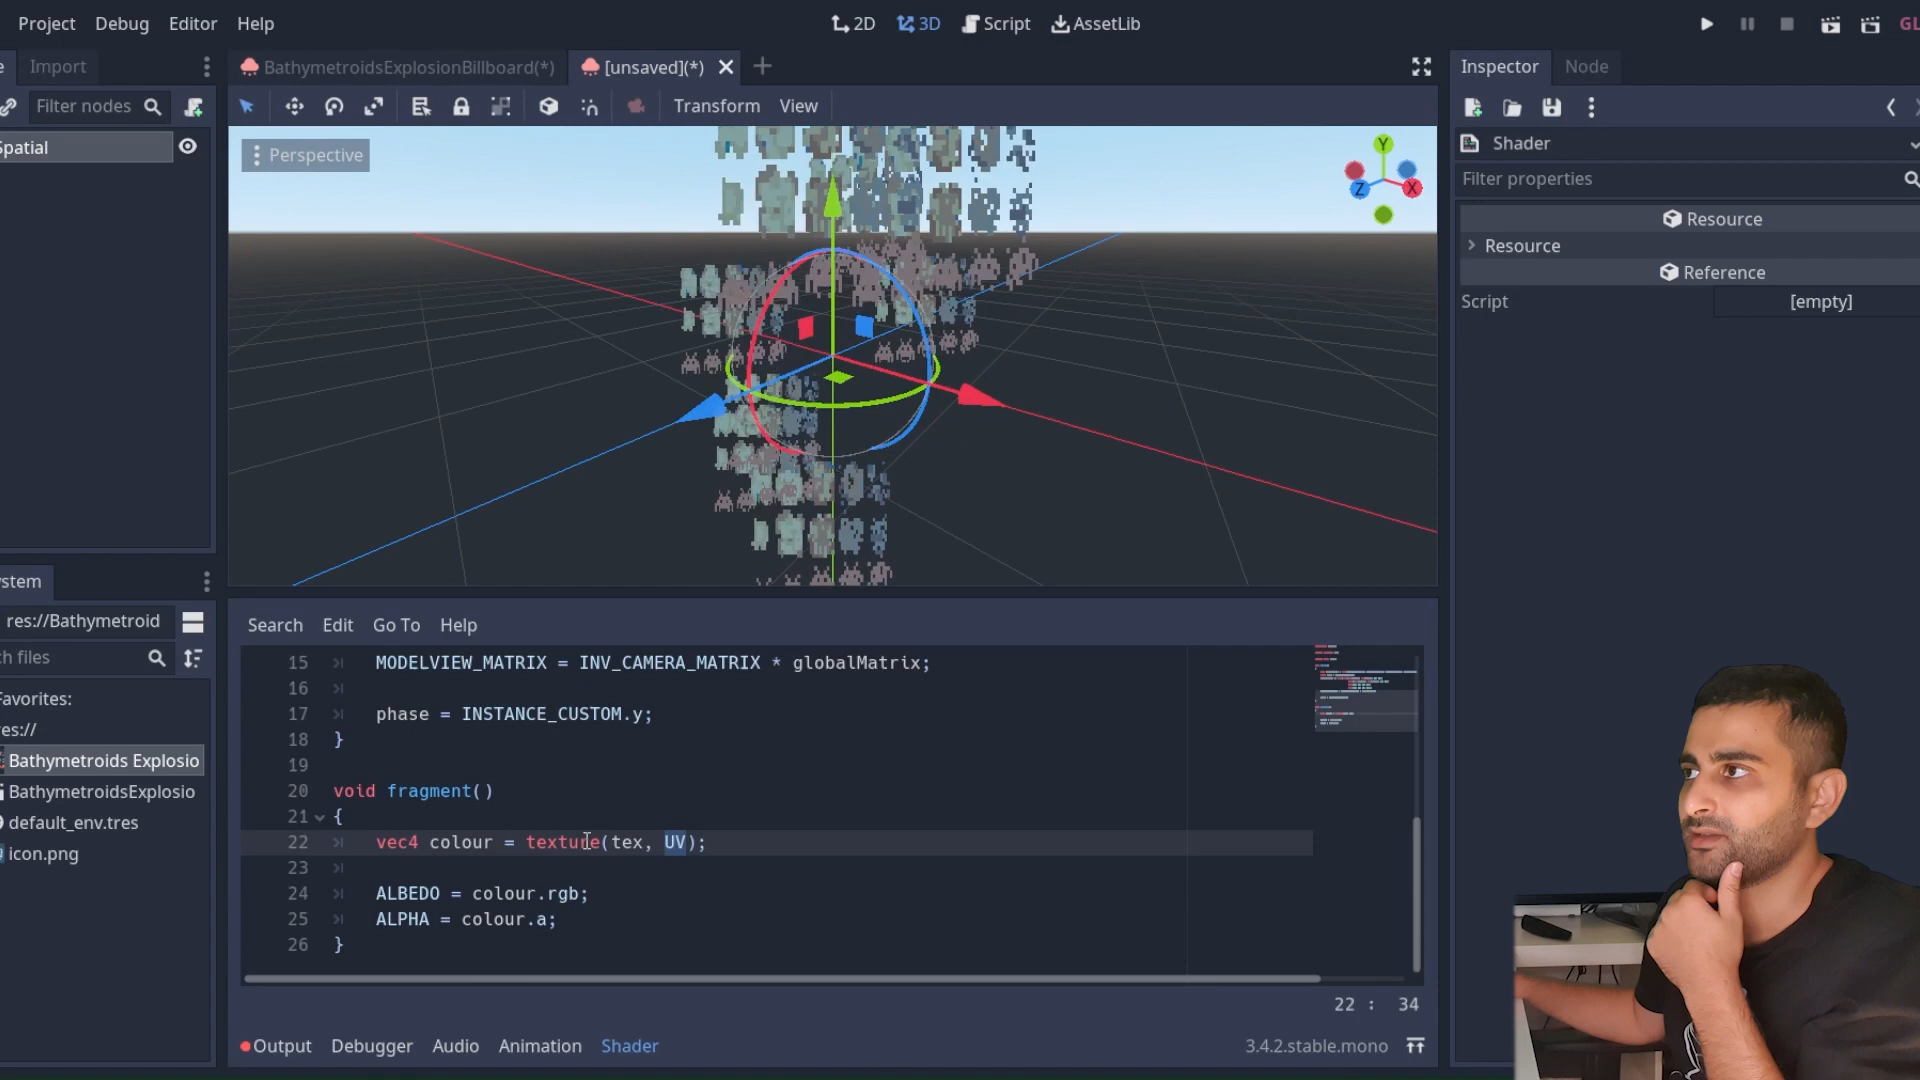 Project Debug Editor Help
2D 3D Script AssetLib
GL
e Import
BathymetroidsExplosionBillboard(*) [unsaved](*)
Inspector Node
Filter nodes
Transform View
Spatial
Perspective
Y
Z X
Shader
Filter properties
Resource
Resource
Reference
Script [empty]
ystem
res://Bathymetroid
ch files
Favorites:
res://
Bathymetroids Explosio
BathymetroidsExplosio
default_env.tres
icon.png
Search Edit Go To Help
15 MODELVIEW_MATRIX = INV_CAMERA_MATRIX * globalMatrix;
16
17 phase = INSTANCE_CUSTOM.y;
18 }
19
20 void fragment()
21 {
22 vec4 colour = texture(tex, UV);
23
24 ALBEDO = colour.rgb;
25 ALPHA = colour.a;
26 }
22 : 34
Output Debugger Audio Animation Shader
3.4.2.stable.mono